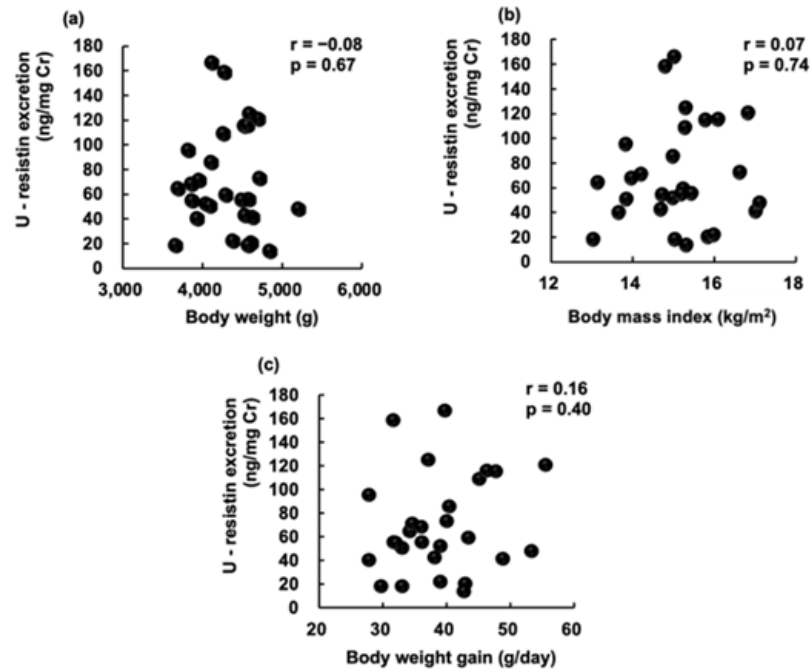 (a)
r = −0.08
p = 0.67
U - resistin excretion
(ng/mg Cr)
180
160
140
120
100
80
60
40
20
0
3,000 4,000 5,000 6,000
Body weight (g)
(b)
r = 0.07
p = 0.74
U - resistin excretion
(ng/mg Cr)
180
160
140
120
100
80
60
40
20
0
12 14 16 18
Body mass index (kg/m²)
(c)
r = 0.16
p = 0.40
U - resistin excretion
(ng/mg Cr)
180
160
140
120
100
80
60
40
20
0
20 30 40 50 60
Body weight gain (g/day)